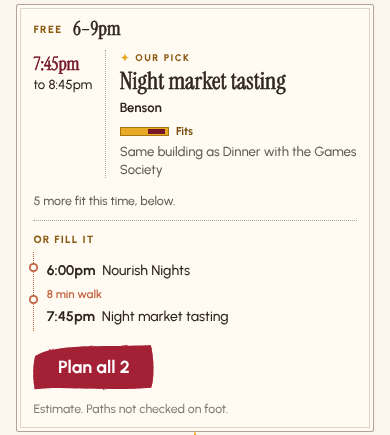 FREE 6–9pm
7:45pm
to 8:45pm
✦ OUR PICK
Night market tasting
Benson
Fits
Same building as Dinner with the Games
Society
5 more fit this time, below.
OR FILL IT
6:00pm Nourish Nights
8 min walk
7:45pm Night market tasting
Plan all 2
Estimate. Paths not checked on foot.